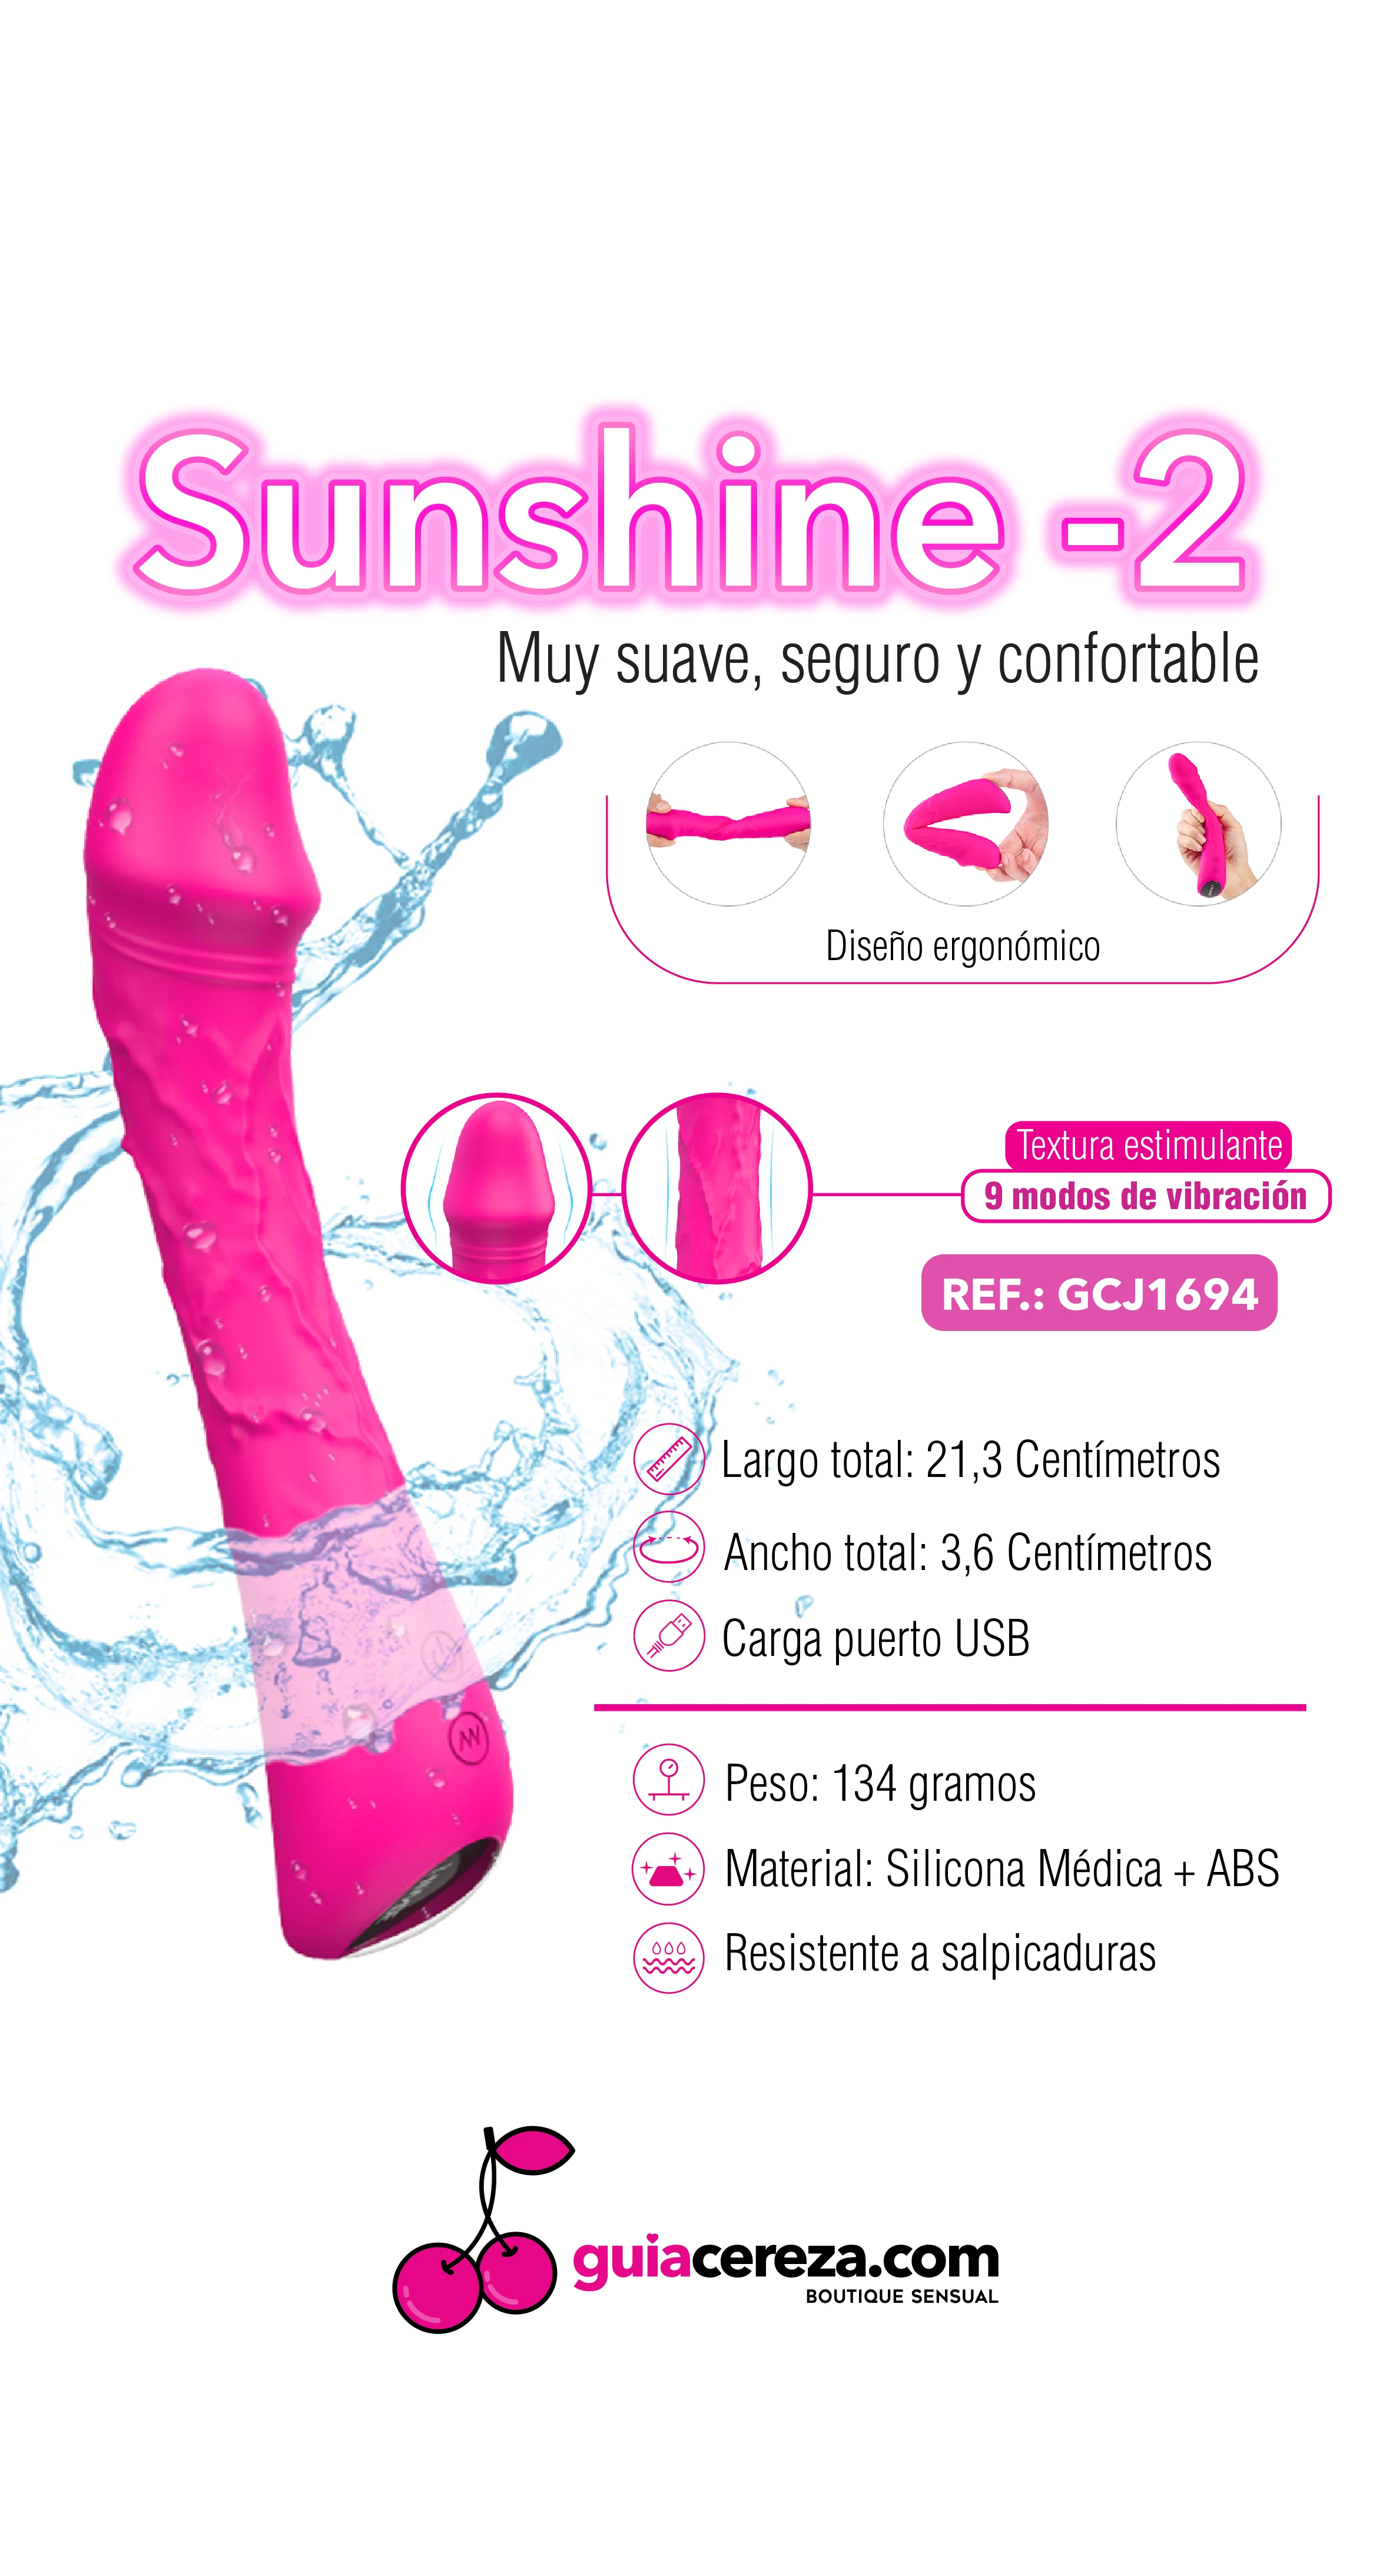 Sunshine -2
Muy suave, seguro y confortable
Diseño ergonómico
Textura estimulante
9 modos de vibración
REF.: GCJ1694
Largo total: 21,3 Centímetros
Ancho total: 3,6 Centímetros
Carga puerto USB
Peso: 134 gramos
Material: Silicona Médica + ABS
Resistente a salpicaduras
guiacereza.com
BOUTIQUE SENSUAL